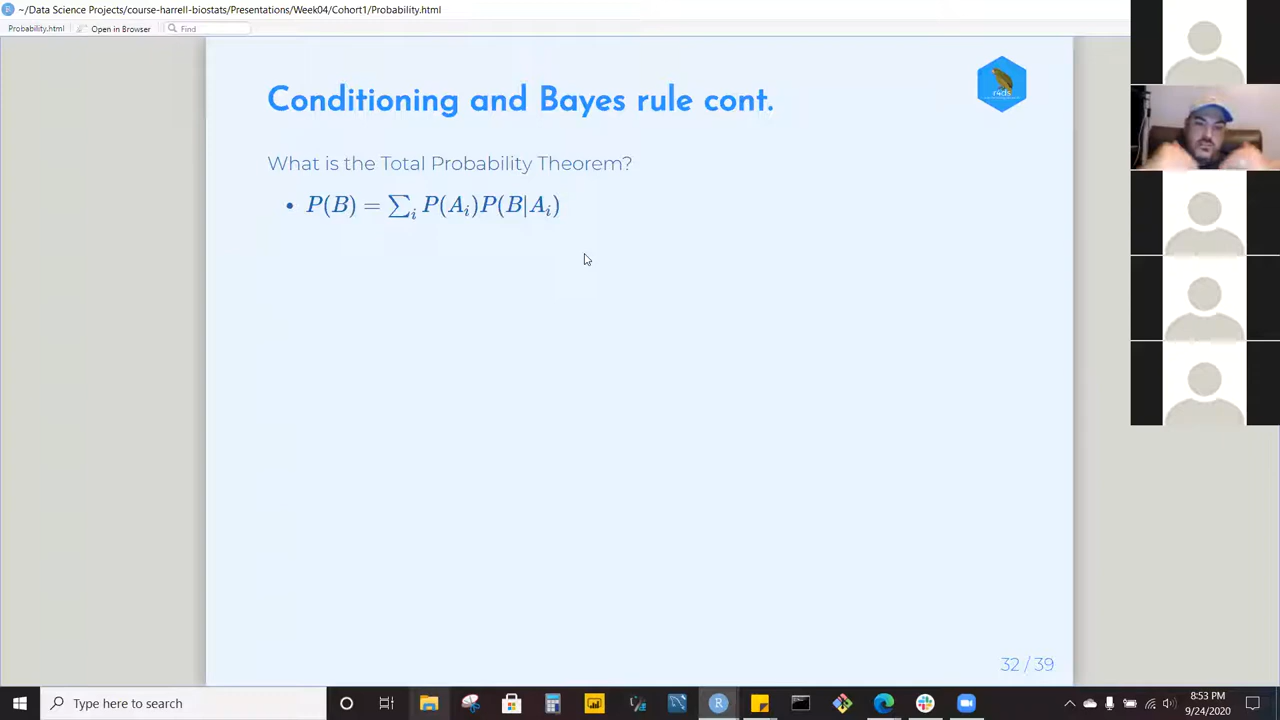 ~/Data Science Projects/course-harrell-biostats/Presentations/Week04/Cohort1/Probability.html
Probability.html
Open in Browser
Find
Conditioning and Bayes rule cont.
r4ds
What is the Total Probability Theorem?
• P(B) = ∑ᵢ P(Aᵢ)P(B|Aᵢ)
32 / 39
Type here to search
8:53 PM
9/24/2020